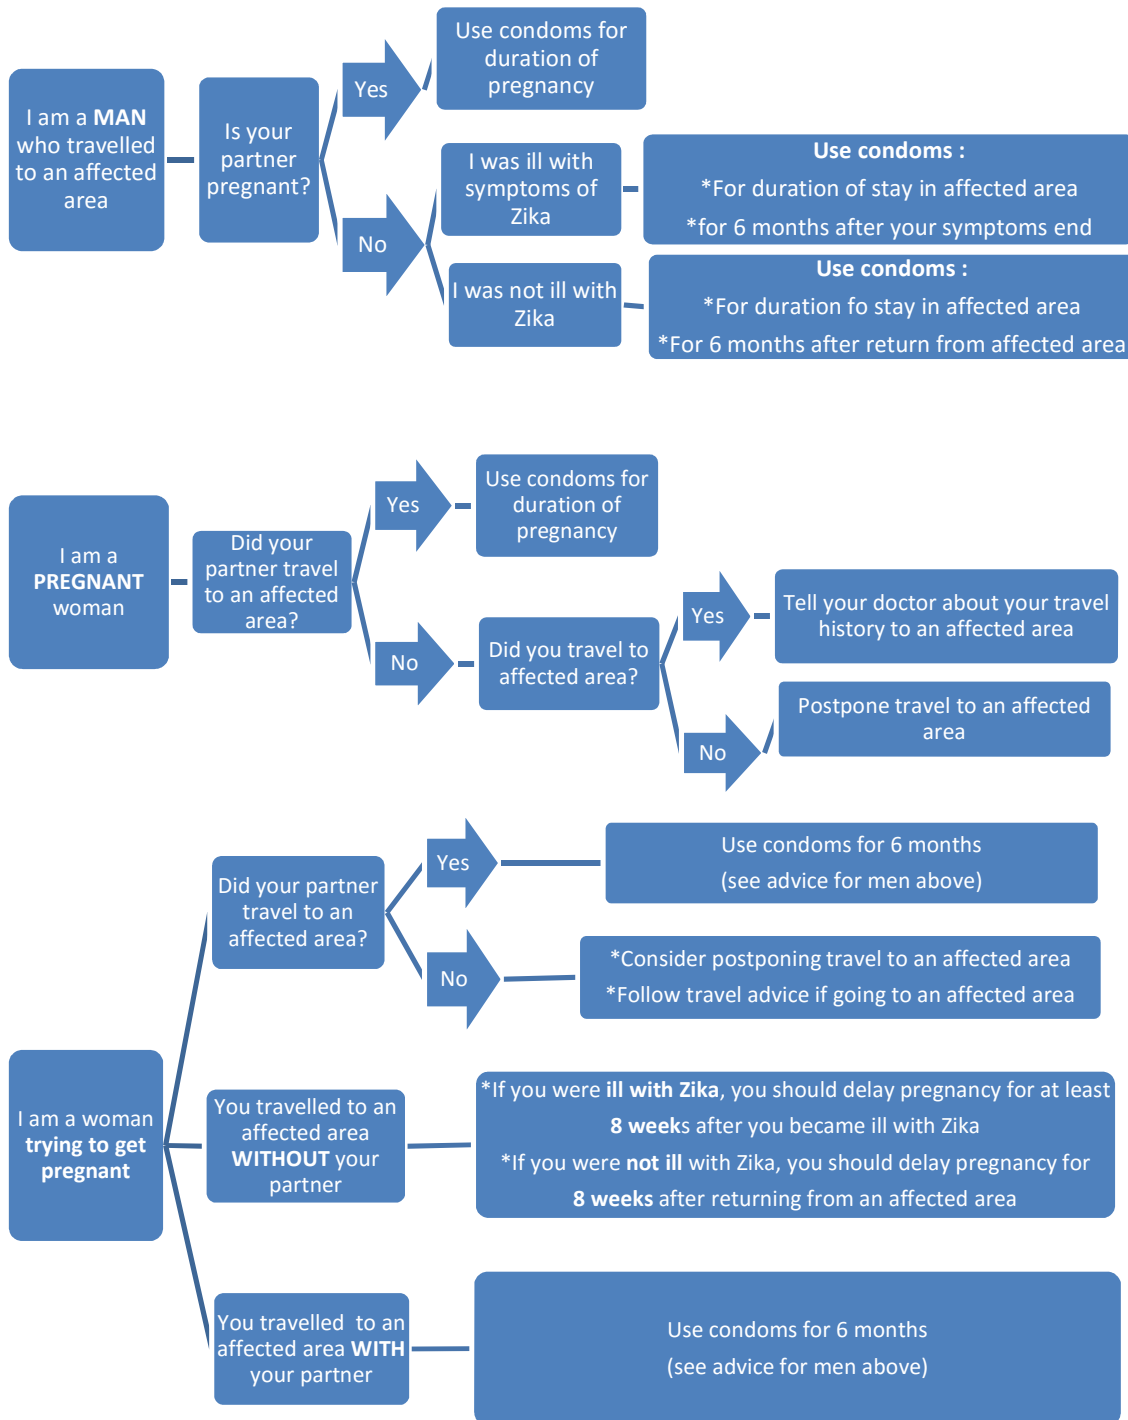 I am a MAN
who travelled
to an affected
area
Is your
partner
pregnant?
Yes
Use condoms for
duration of
pregnancy
No
I was ill with
symptoms of
Zika
Use condoms :
*For duration of stay in affected area
*for 6 months after your symptoms end
I was not ill with
Zika
Use condoms :
*For duration fo stay in affected area
*For 6 months after return from affected area
I am a
PREGNANT
woman
Did your
partner travel
to an affected
area?
Yes
Use condoms for
duration of
pregnancy
No
Did you travel to
affected area?
Yes
Tell your doctor about your travel
history to an affected area
No
Postpone travel to an affected
area
I am a woman
trying to get
pregnant
Did your partner
travel to an
affected area?
Yes
Use condoms for 6 months
(see advice for men above)
No
*Consider postponing travel to an affected area
*Follow travel advice if going to an affected area
You travelled to an
affected area
WITHOUT your
partner
*If you were ill with Zika, you should delay pregnancy for at least
8 weeks after you became ill with Zika
*If you were not ill with Zika, you should delay pregnancy for
8 weeks after returning from an affected area
You travelled to an
affected area WITH
your partner
Use condoms for 6 months
(see advice for men above)